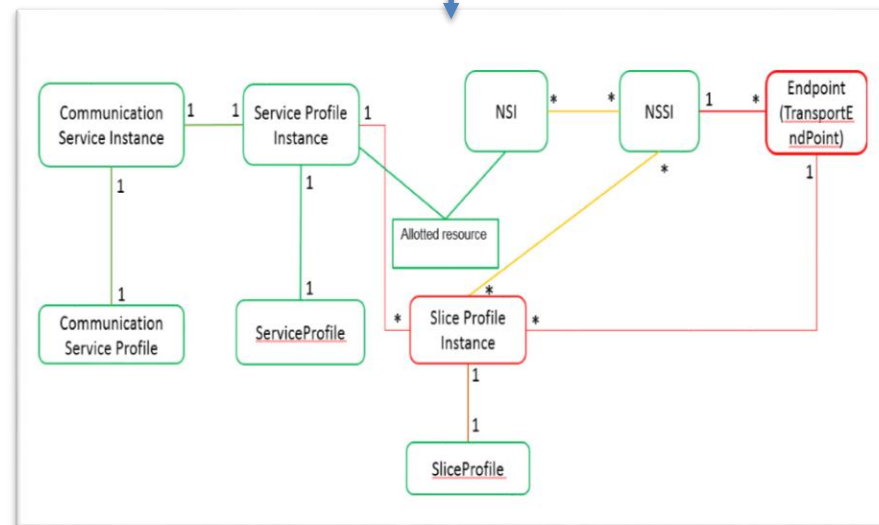 Communication
Service Instance
1
1
Service Profile
Instance
1
NSI
*
*
NSSI
1
*
Endpoint
(TransportE
ndPoint)
1
1
*
1
Allotted resource
1
1
*
Communication
Service Profile
ServiceProfile
*
Slice Profile
Instance
*
1
1
SliceProfile